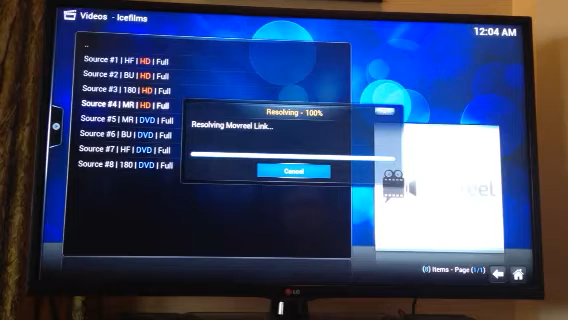 Videos - Icefilms
12:04 AM
..
Source #1 | HF | HD | Full
Source #2 | BU | HD | Full
Source #3 | 180 | HD | Full
Source #4 | MR | HD | Full
Source #5 | MR | DVD | Full
Source #6 | BU | DVD | Full
Source #7 | HF | DVD | Full
Source #8 | 180 | DVD | Full
Resolving - 100%
Resolving Movreel Link...
Cancel
(8) Items - Page (1/1)
LG